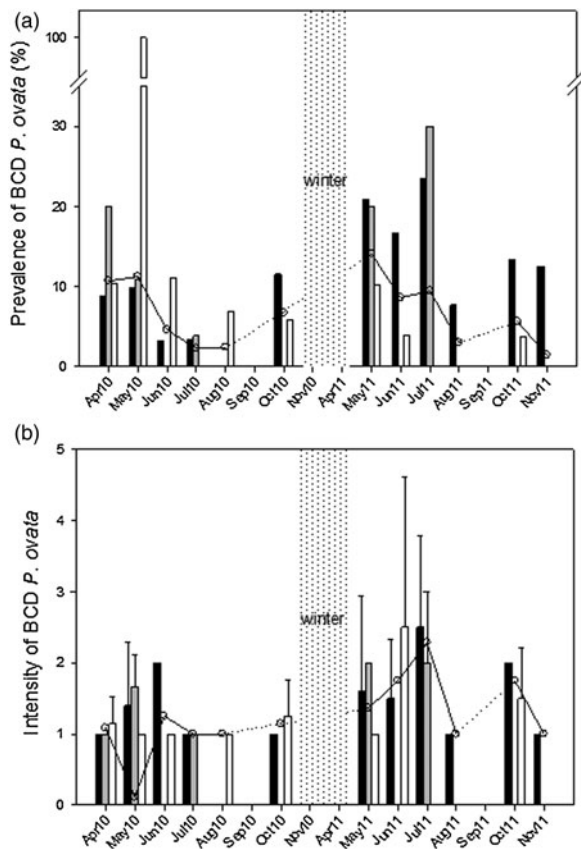 (a)
Prevalence of BCD P. ovata (%)
100
30
20
10
0
winter
Apr10
May10
Jun10
Jul10
Aug10
Sep10
Oct10
Nov10
Apr11
May11
Jun11
Jul11
Aug11
Sep11
Oct11
Nov11
(b)
Intensity of BCD P. ovata
5
4
3
2
1
0
winter
Apr10
May10
Jun10
Jul10
Aug10
Sep10
Oct10
Nov10
Apr11
May11
Jun11
Jul11
Aug11
Sep11
Oct11
Nov11